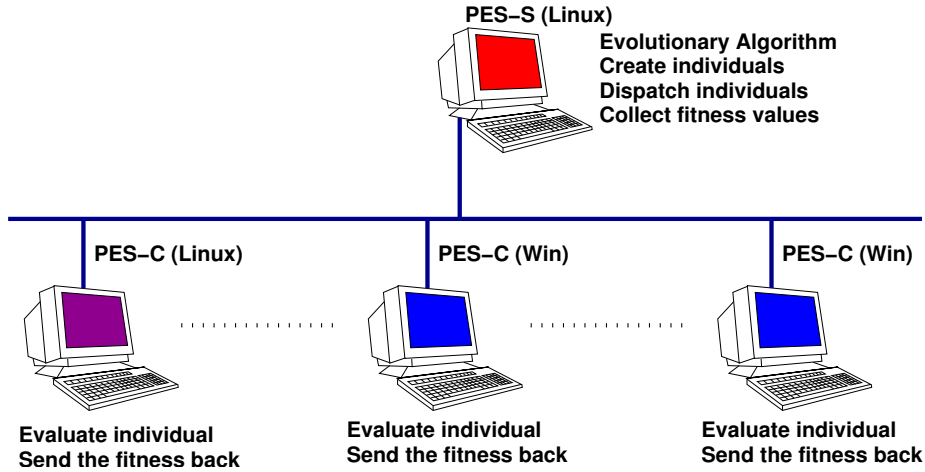 PES−S (Linux)
Evolutionary Algorithm
Create individuals
Dispatch individuals
Collect fitness values
PES−C (Linux)
PES−C (Win)
PES−C (Win)
Evaluate individual
Send the fitness back
Evaluate individual
Send the fitness back
Evaluate individual
Send the fitness back